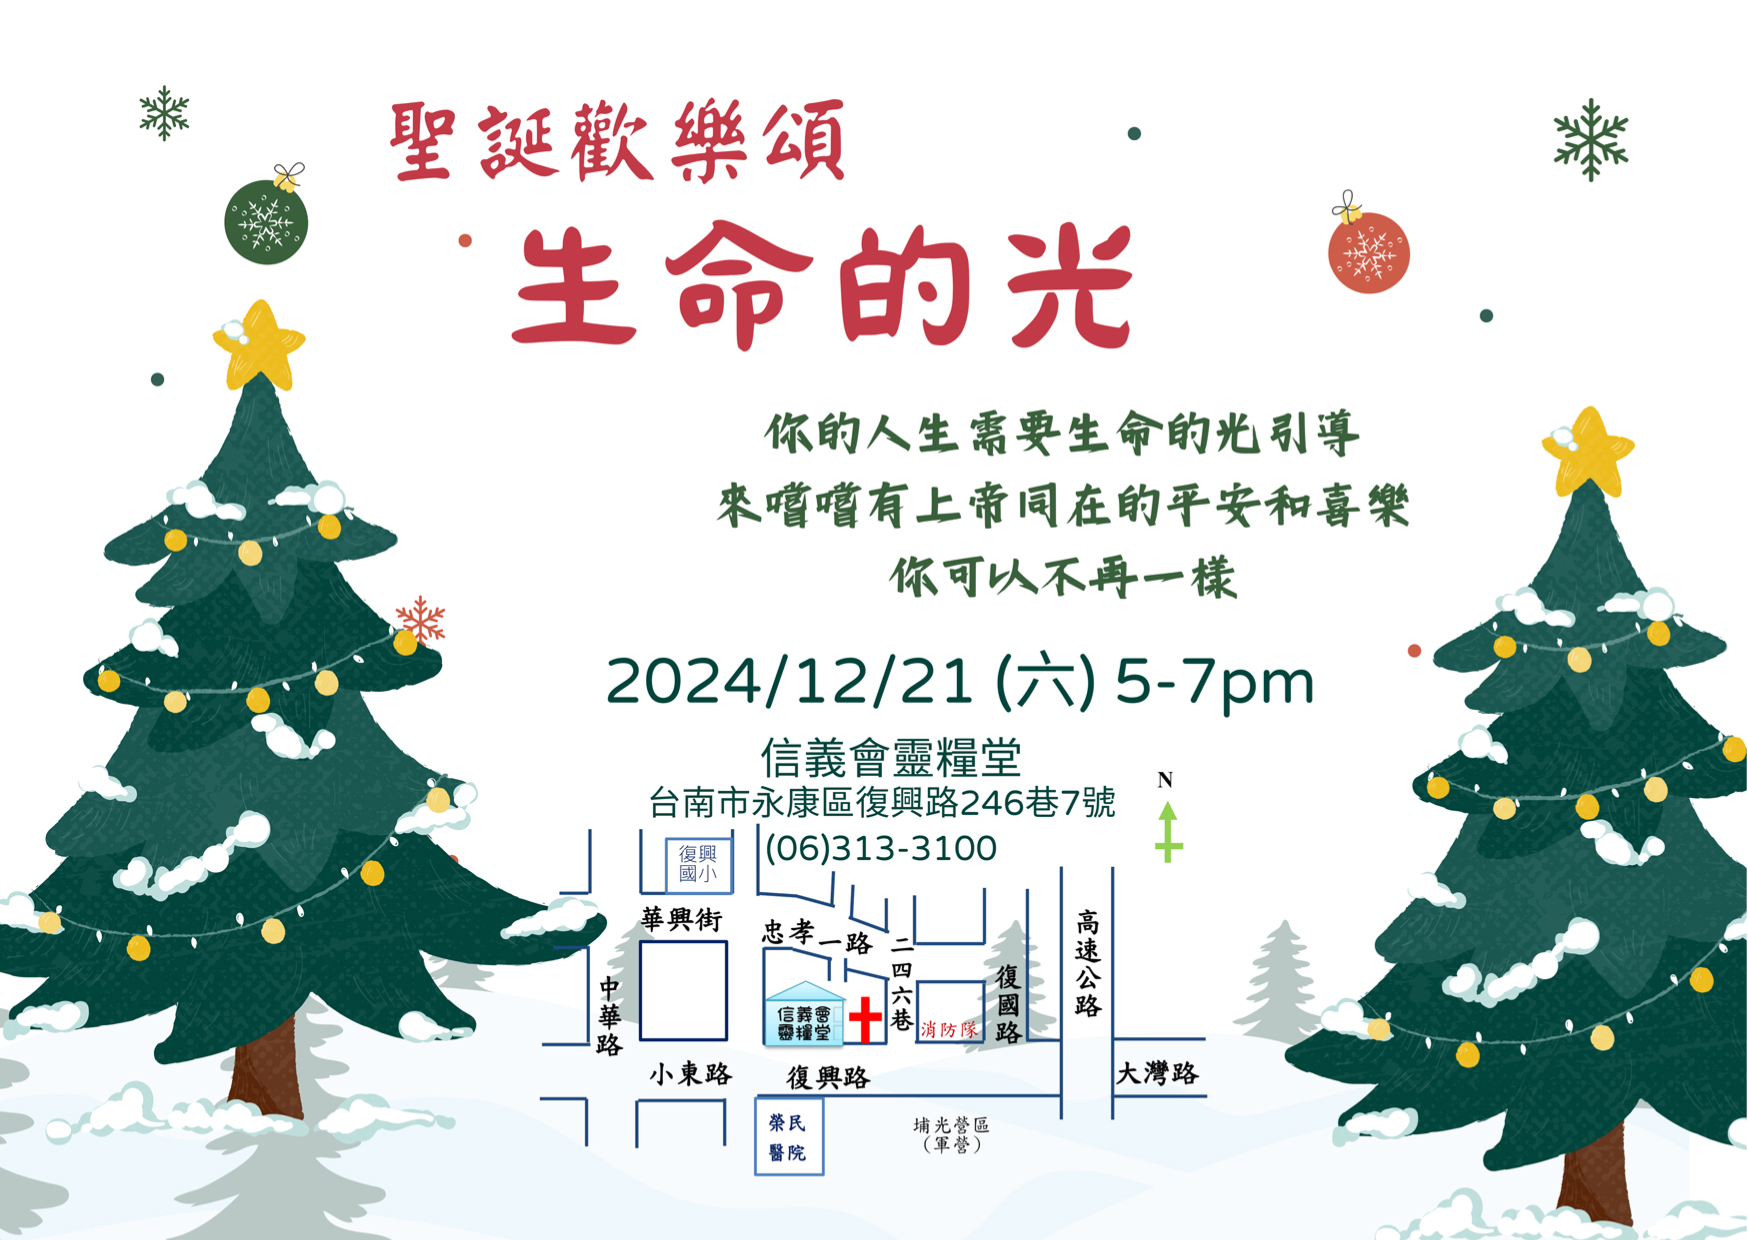 聖誕歡樂頌
生命的光
你的人生需要生命的光引導
來嚐嚐有上帝同在的平安和喜樂
你可以不再一樣
2024/12/21 (六) 5-7pm
信義會靈糧堂
台南市永康區復興路246巷7號
(06)313-3100
N
復興
國小
華興街
忠孝一路
二四六巷
復國路
高速公路
中華路
信義會
靈糧堂
消防隊
小東路
復興路
大灣路
榮民
醫院
埔光營區
（軍營）